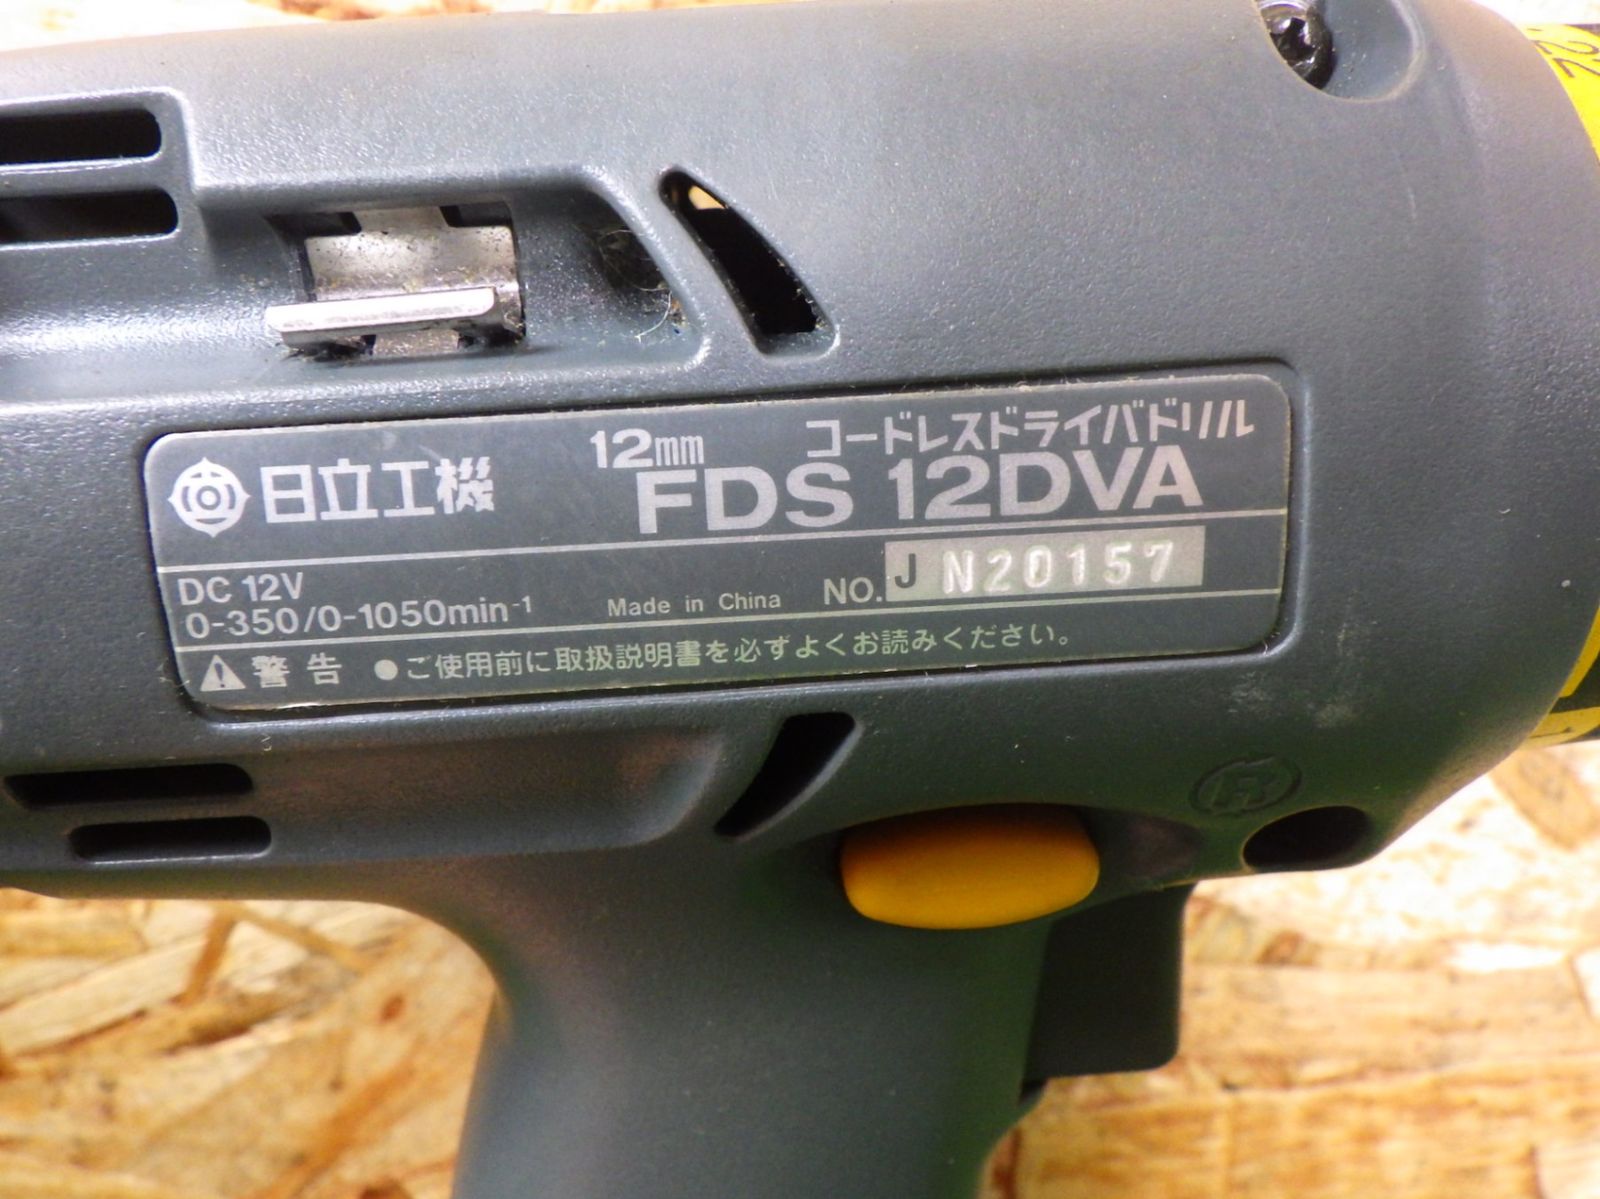 日立工機
12mm コードレスドライバドリル
FDS 12DVA
DC 12V
0-350/0-1050min⁻¹ Made in China NO. J N20157
⚠警告 ●ご使用前に取扱説明書を必ずよくお読みください。
R
22
1